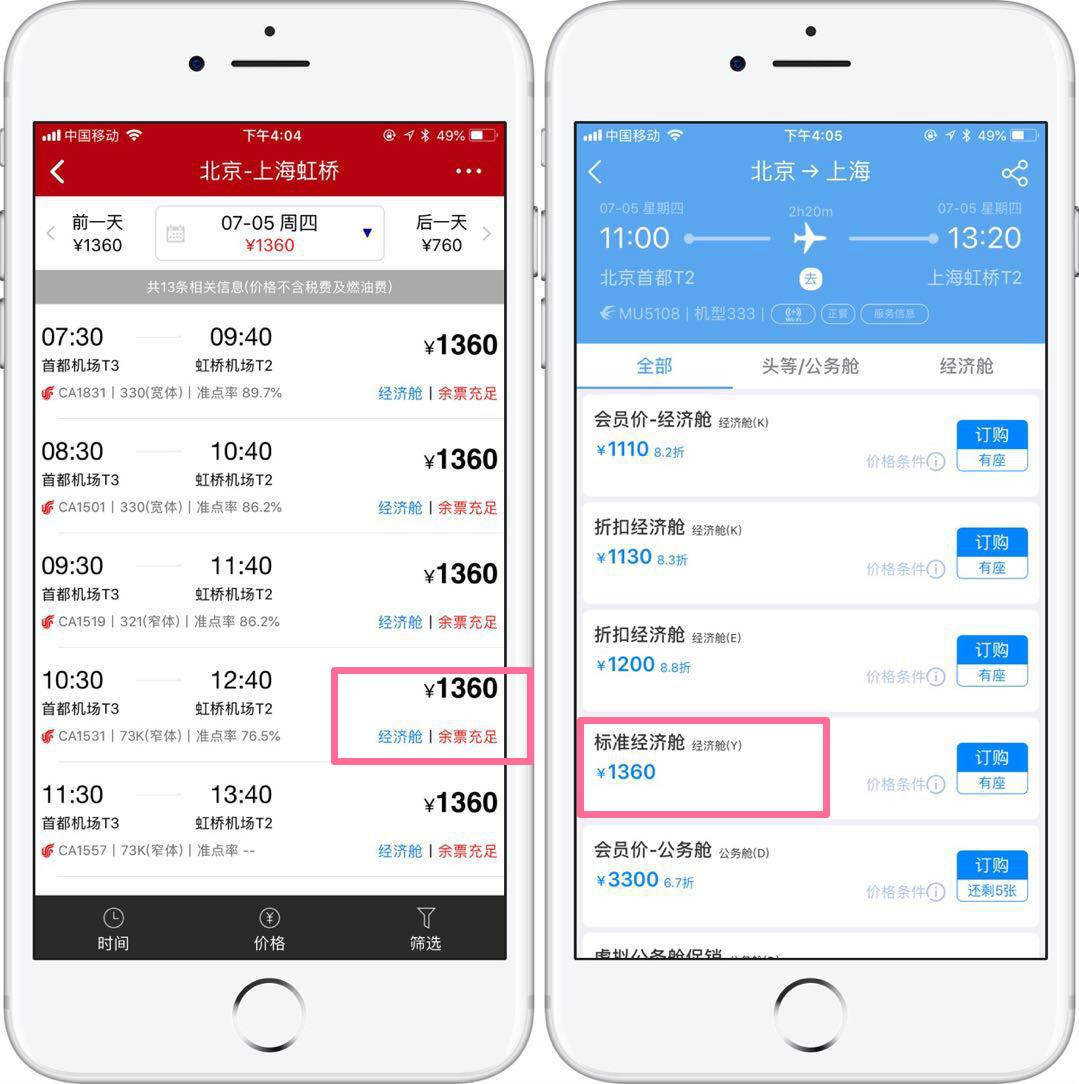 中国移动 下午4:04 49%
北京-上海虹桥
前一天 07-05 周四 后一天
¥1360 ¥1360 ¥760
共13条相关信息(价格不含税费及燃油费)
07:30 09:40 ¥1360
首都机场T3 虹桥机场T2
CA1831 | 330(宽体) | 准点率 89.7% 经济舱 | 余票充足
08:30 10:40 ¥1360
首都机场T3 虹桥机场T2
CA1501 | 330(宽体) | 准点率 86.2% 经济舱 | 余票充足
09:30 11:40 ¥1360
首都机场T3 虹桥机场T2
CA1519 | 321(窄体) | 准点率 86.2% 经济舱 | 余票充足
10:30 12:40 ¥1360
首都机场T3 虹桥机场T2
CA1531 | 73K(窄体) | 准点率 76.5% 经济舱 | 余票充足
11:30 13:40 ¥1360
首都机场T3 虹桥机场T2
CA1557 | 73K(窄体) | 准点率 -- 经济舱 | 余票充足
时间 价格 筛选
中国移动 下午4:05 49%
北京→上海
07-05 星期四 2h20m 07-05 星期四
11:00 13:20
北京首都T2 去 上海虹桥T2
MU5108 | 机型333 | 正餐 服务信息
全部 头等/公务舱 经济舱
会员价-经济舱 经济舱(K) 订购
¥1110 8.2折 价格条件 有座
折扣经济舱 经济舱(K) 订购
¥1130 8.3折 价格条件 有座
折扣经济舱 经济舱(E) 订购
¥1200 8.8折 价格条件 有座
标准经济舱 经济舱(Y) 订购
¥1360 价格条件 有座
会员价-公务舱 公务舱(D) 订购
¥3300 6.7折 价格条件 还剩5张
虚拟公务舱促销